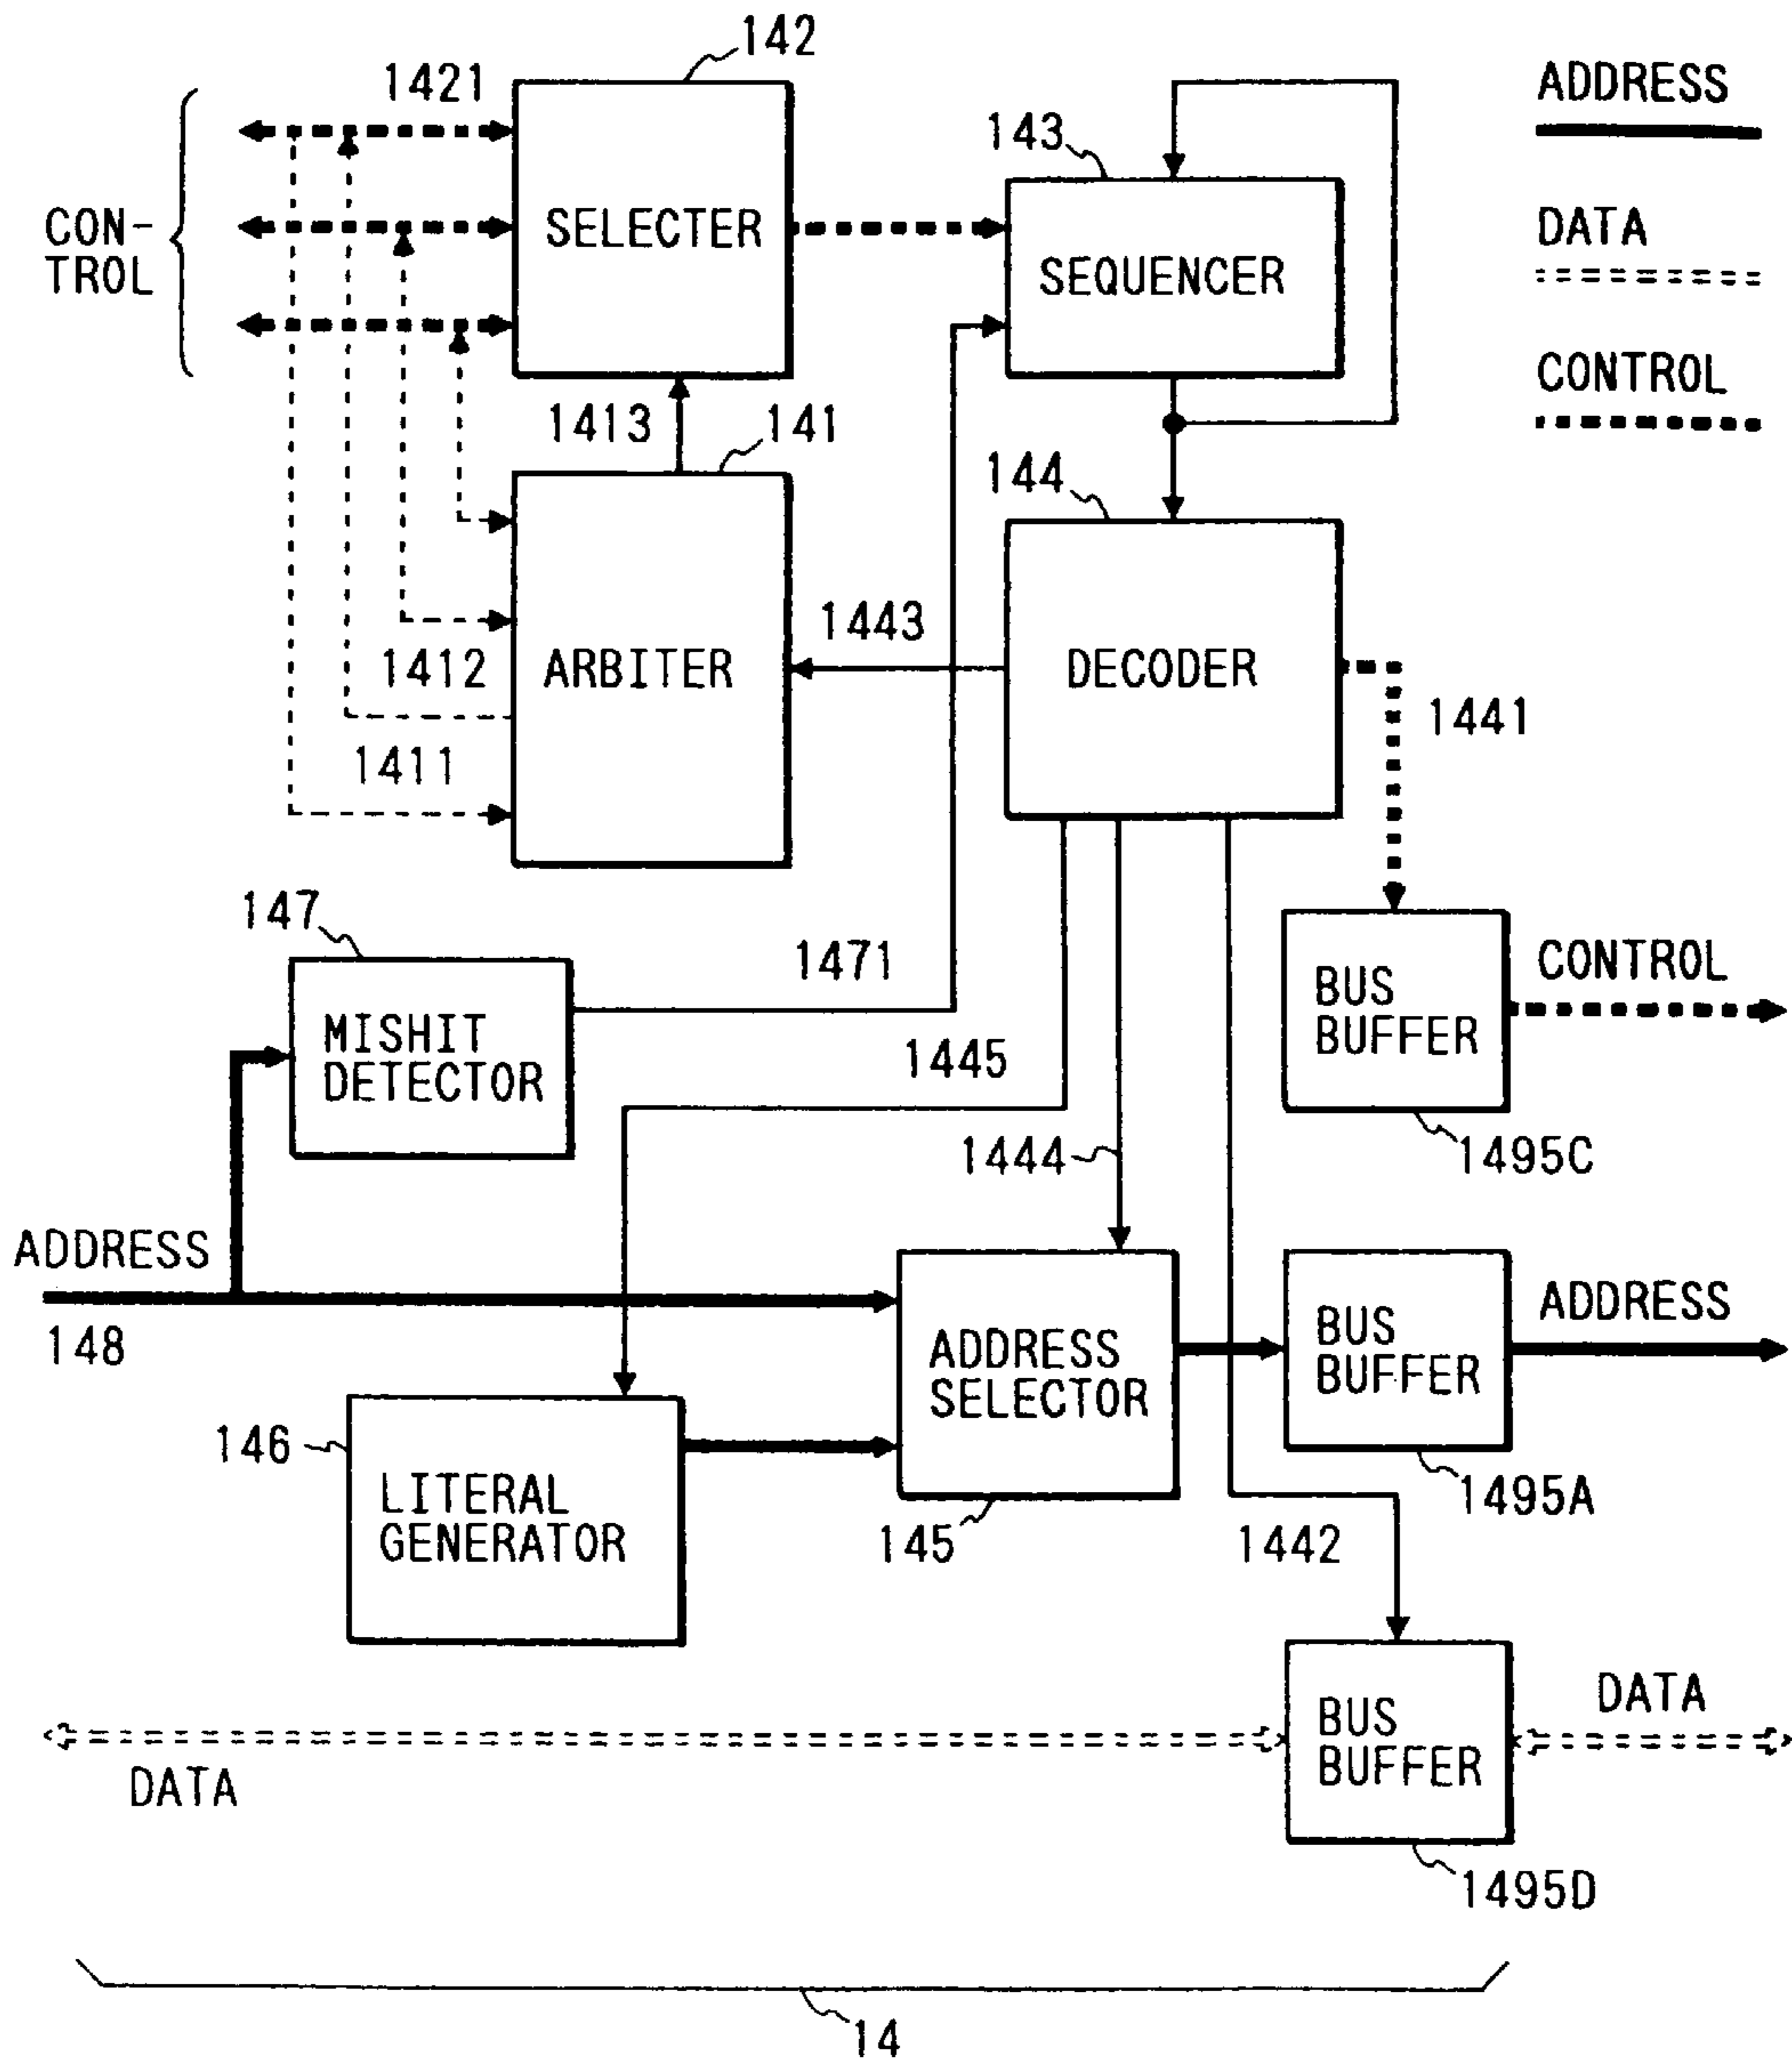 142
1421
ADDRESS
143
CON-
TROL
SELECTER
SEQUENCER
DATA
CONTROL
1413
141
144
1443
1412
ARBITER
DECODER
1441
1411
147
1471
MISHIT
DETECTOR
BUS
BUFFER
CONTROL
1445
1444
1495C
ADDRESS
148
ADDRESS
SELECTOR
BUS
BUFFER
ADDRESS
146
LITERAL
GENERATOR
145
1442
1495A
DATA
BUS
BUFFER
DATA
1495D
14